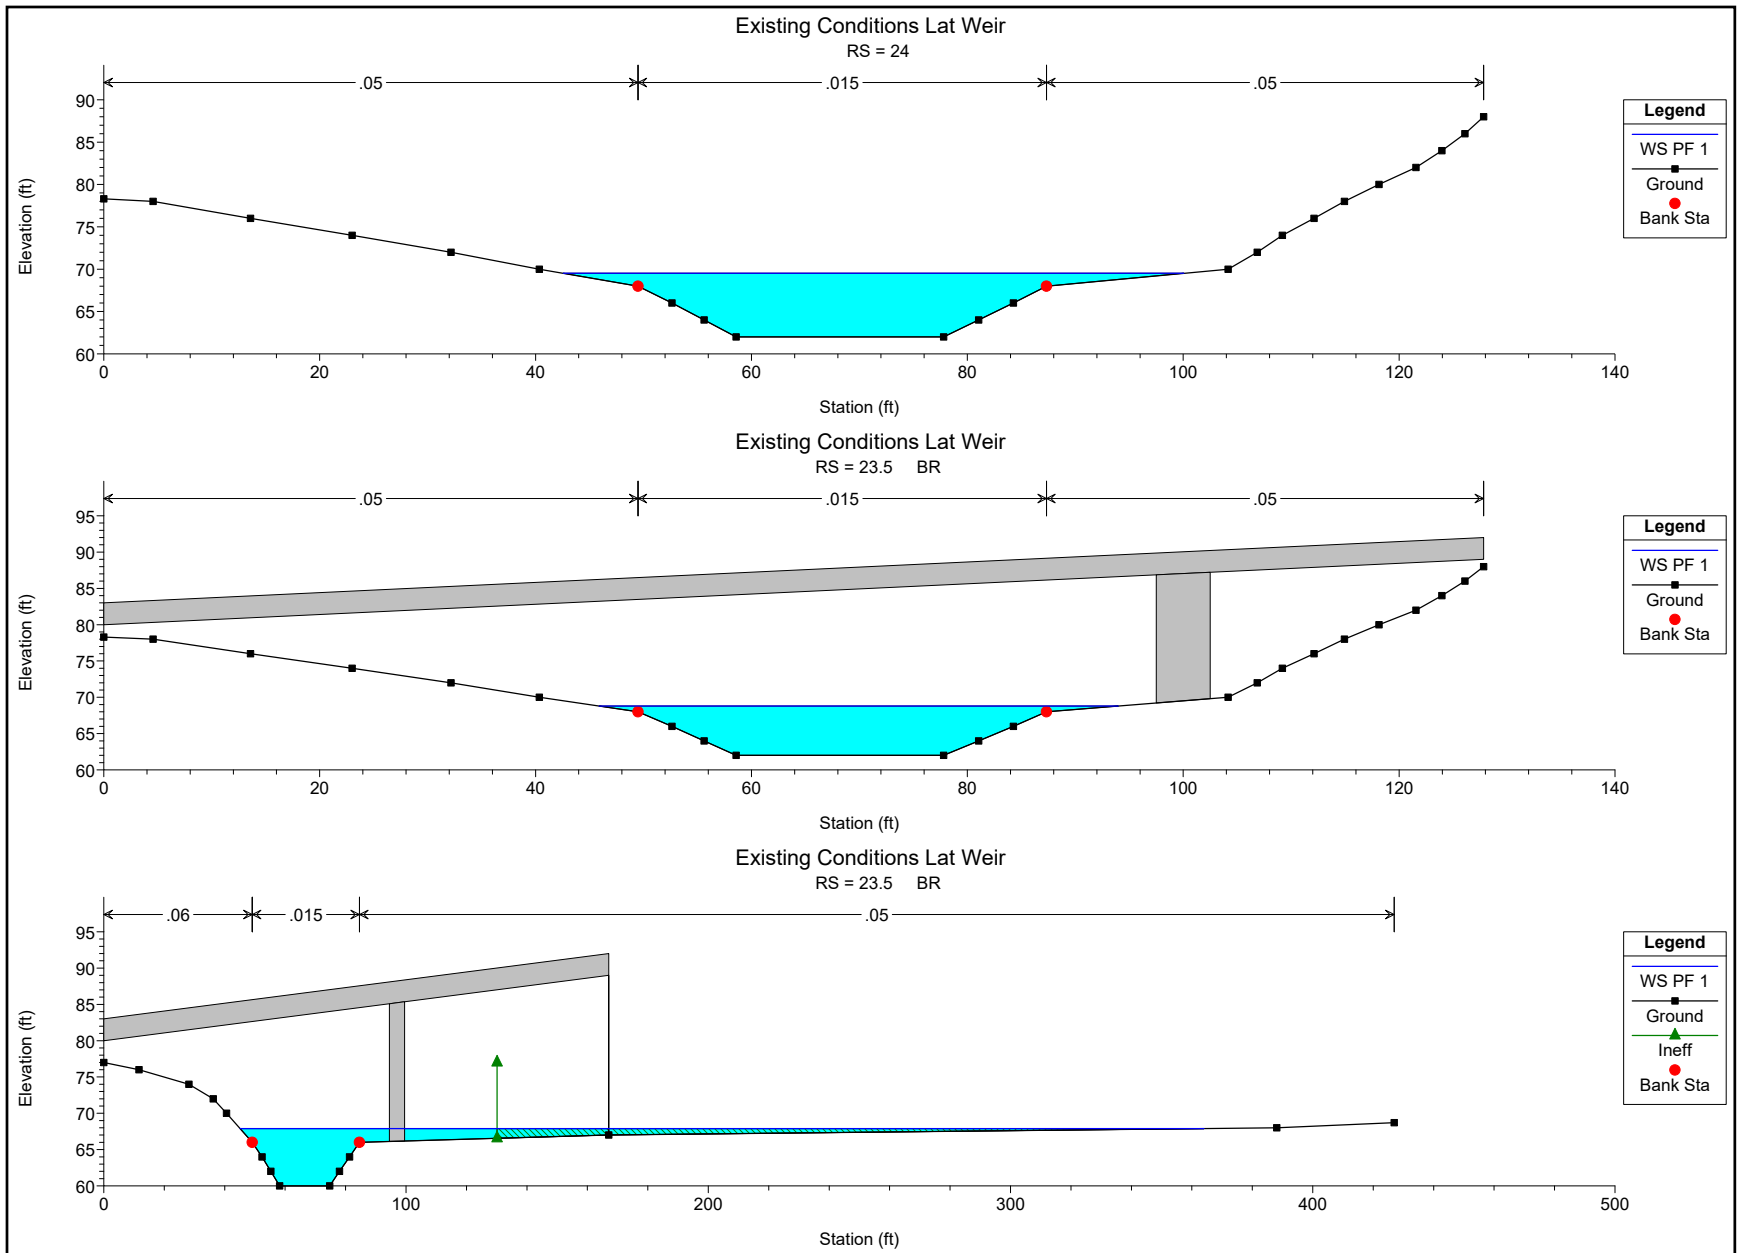 Existing Conditions Lat Weir
RS = 24
.05 .015 .05
90
85
80
75
70
65
60
Elevation (ft)
0 20 40 60 80 100 120 140
Station (ft)
Legend
WS PF 1
Ground
Bank Sta
Existing Conditions Lat Weir
RS = 23.5 BR
.05 .015 .05
95
90
85
80
75
70
65
60
Elevation (ft)
0 20 40 60 80 100 120 140
Station (ft)
Legend
WS PF 1
Ground
Bank Sta
Existing Conditions Lat Weir
RS = 23.5 BR
.06 .015 .05
95
90
85
80
75
70
65
60
Elevation (ft)
0 100 200 300 400 500
Station (ft)
Legend
WS PF 1
Ground
Ineff
Bank Sta